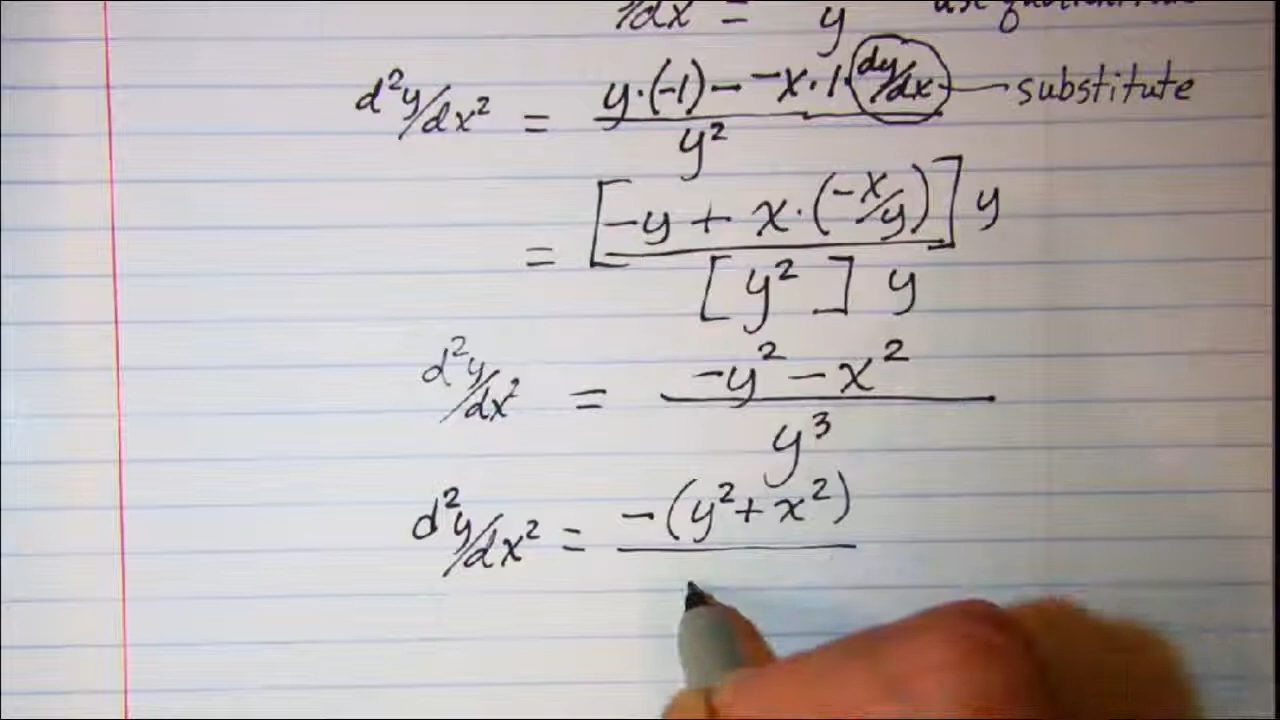 dy/dx = y
d²y/dx² = y·(-1) - -x·1·dy/dx / y² — substitute
= [-y + x·(-x/y)] y / [y²] y
d²y/dx² = -y² - x² / y³
d²y/dx² = -(y² + x²)